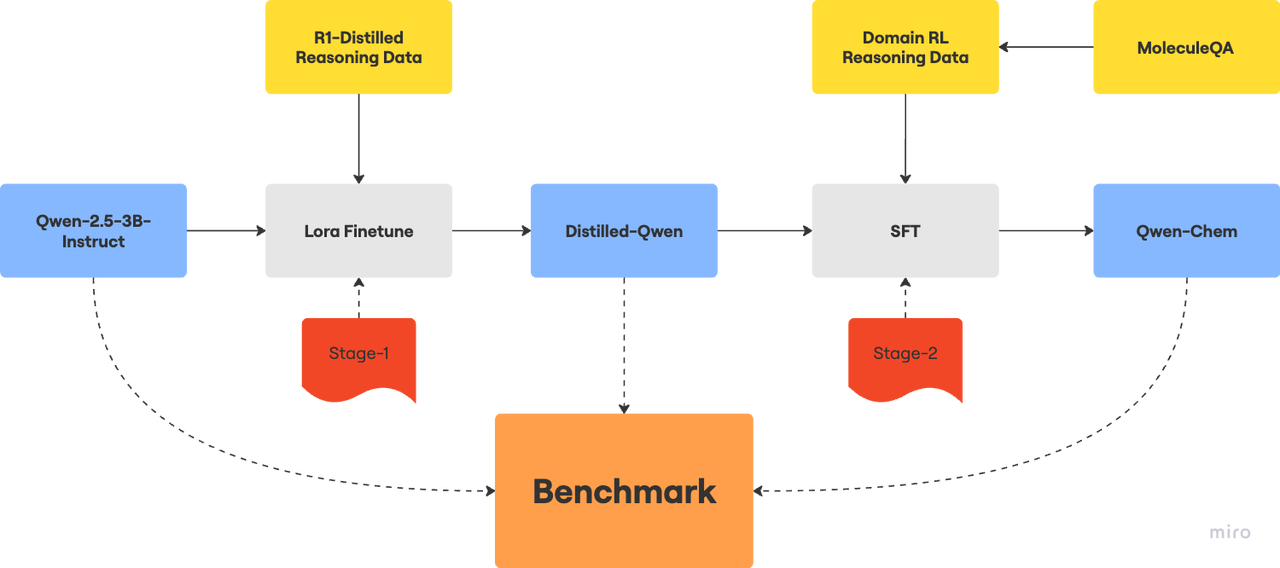 R1-Distilled
Reasoning Data
Domain RL
Reasoning Data
MoleculeQA
Qwen-2.5-3B-
Instruct
Lora Finetune
Distilled-Qwen
SFT
Qwen-Chem
Stage-1
Stage-2
Benchmark
miro